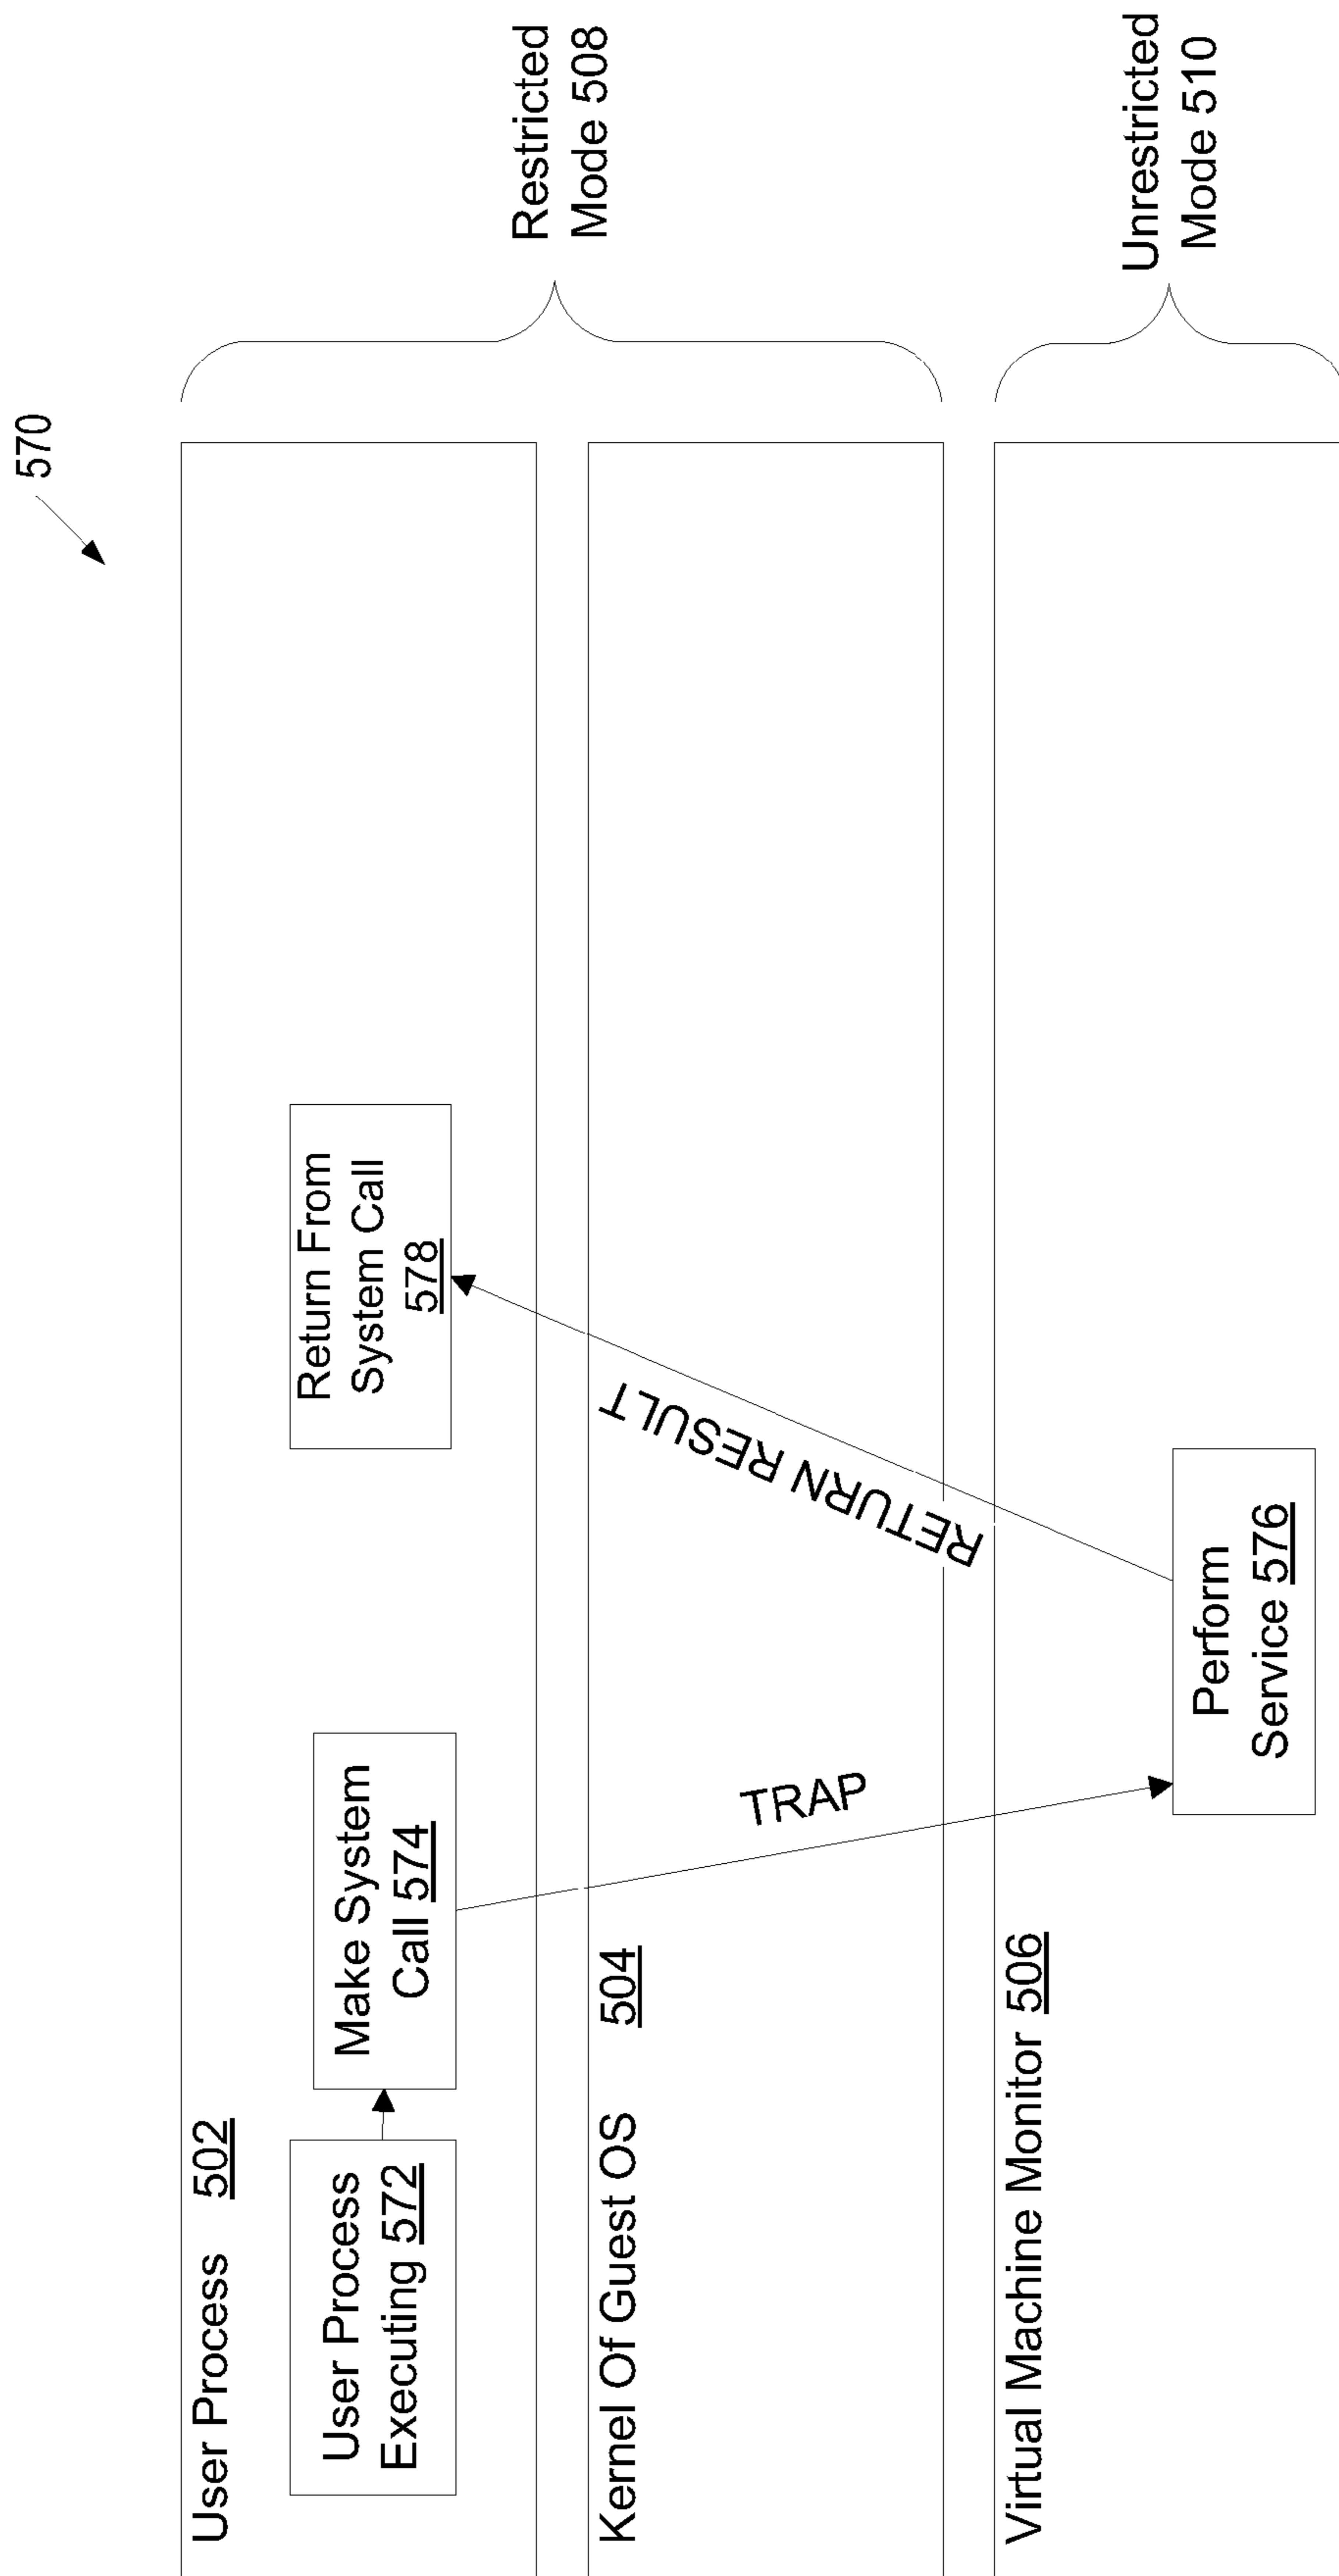 570
User Process 502
User Process
Executing 572
Make System
Call 574
Return From
System Call
578
Restricted
Mode 508
Kernel Of Guest OS 504
TRAP
RETURN RESULT
Virtual Machine Monitor 506
Perform
Service 576
Unrestricted
Mode 510